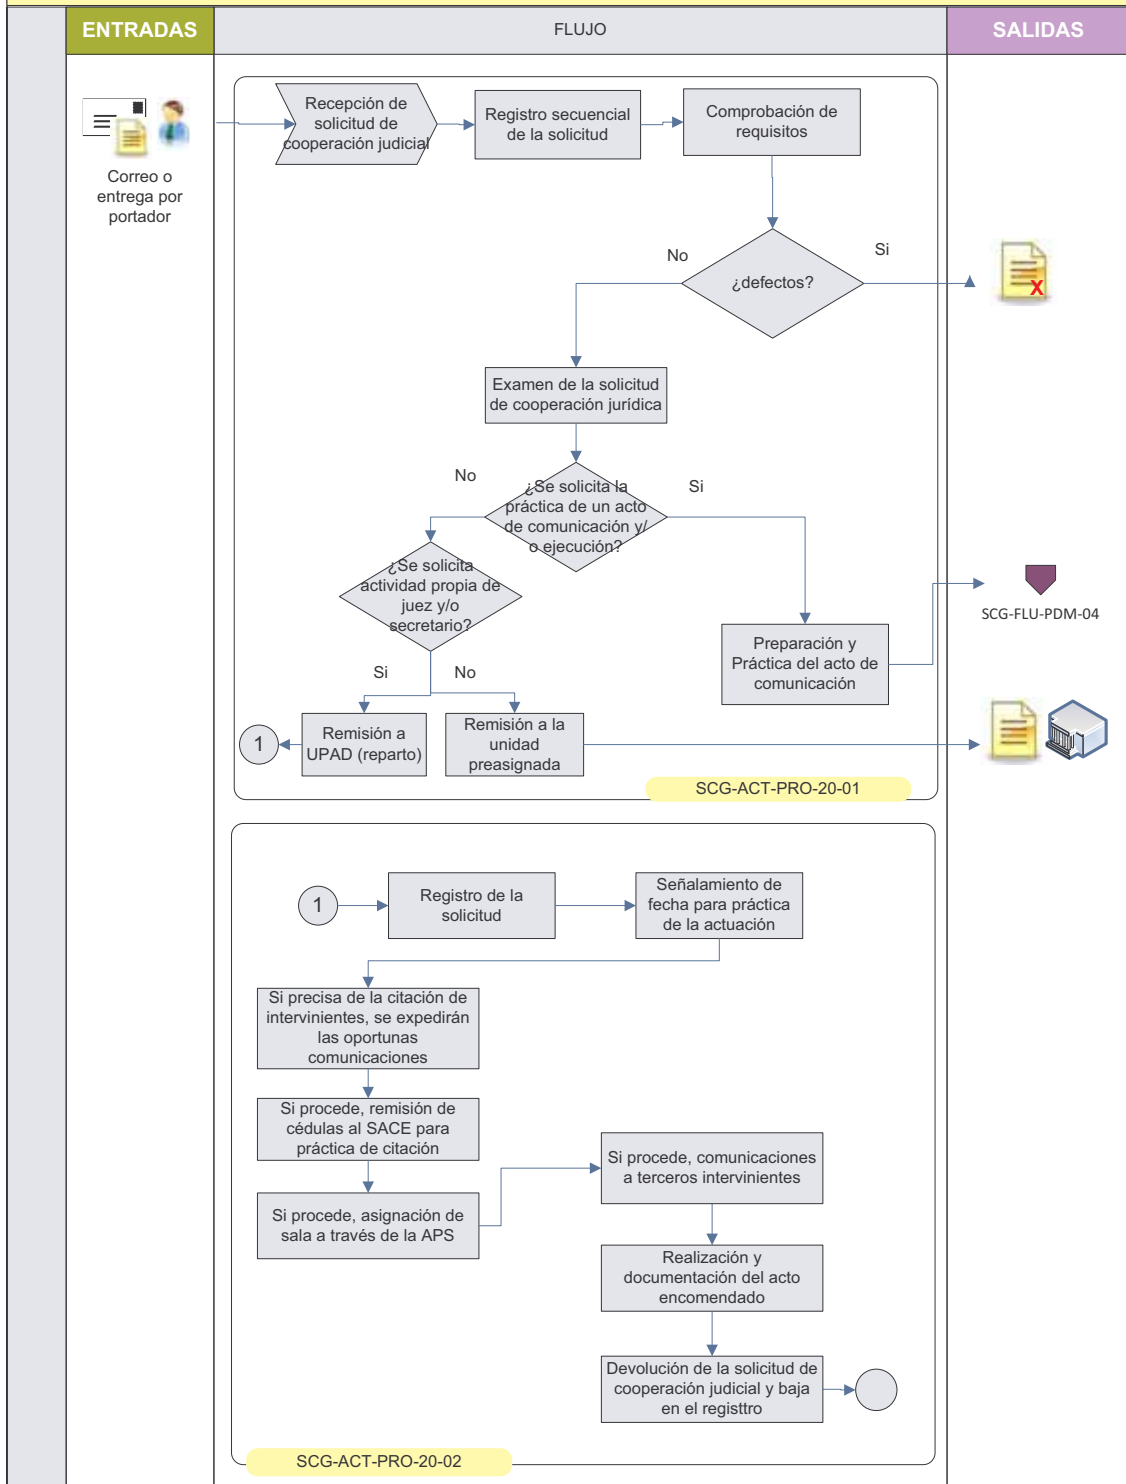 ENTRADAS
FLUJO
SALIDAS
Correo o
entrega por
portador
Recepción de
solicitud de
cooperación judicial
Registro secuencial
de la solicitud
Comprobación de
requisitos
¿defectos?
No
Si
X
Examen de la solicitud
de cooperación jurídica
¿Se solicita la
práctica de un acto
de comunicación y/
o ejecución?
No
Si
¿Se solicita
actividad propia de
juez y/o
secretario?
SCG-FLU-PDM-04
Preparación y
Práctica del acto de
comunicación
Si
No
1
Remisión a
UPAD (reparto)
Remisión a la
unidad
preasignada
SCG-ACT-PRO-20-01
1
Registro de la
solicitud
Señalamiento de
fecha para práctica
de la actuación
Si precisa de la citación de
intervinientes, se expedirán
las oportunas
comunicaciones
Si procede, remisión de
cédulas al SACE para
práctica de citación
Si procede, asignación de
sala a través de la APS
Si procede, comunicaciones
a terceros intervinientes
Realización y
documentación del acto
encomendado
Devolución de la solicitud de
cooperación judicial y baja
en el registtro
SCG-ACT-PRO-20-02